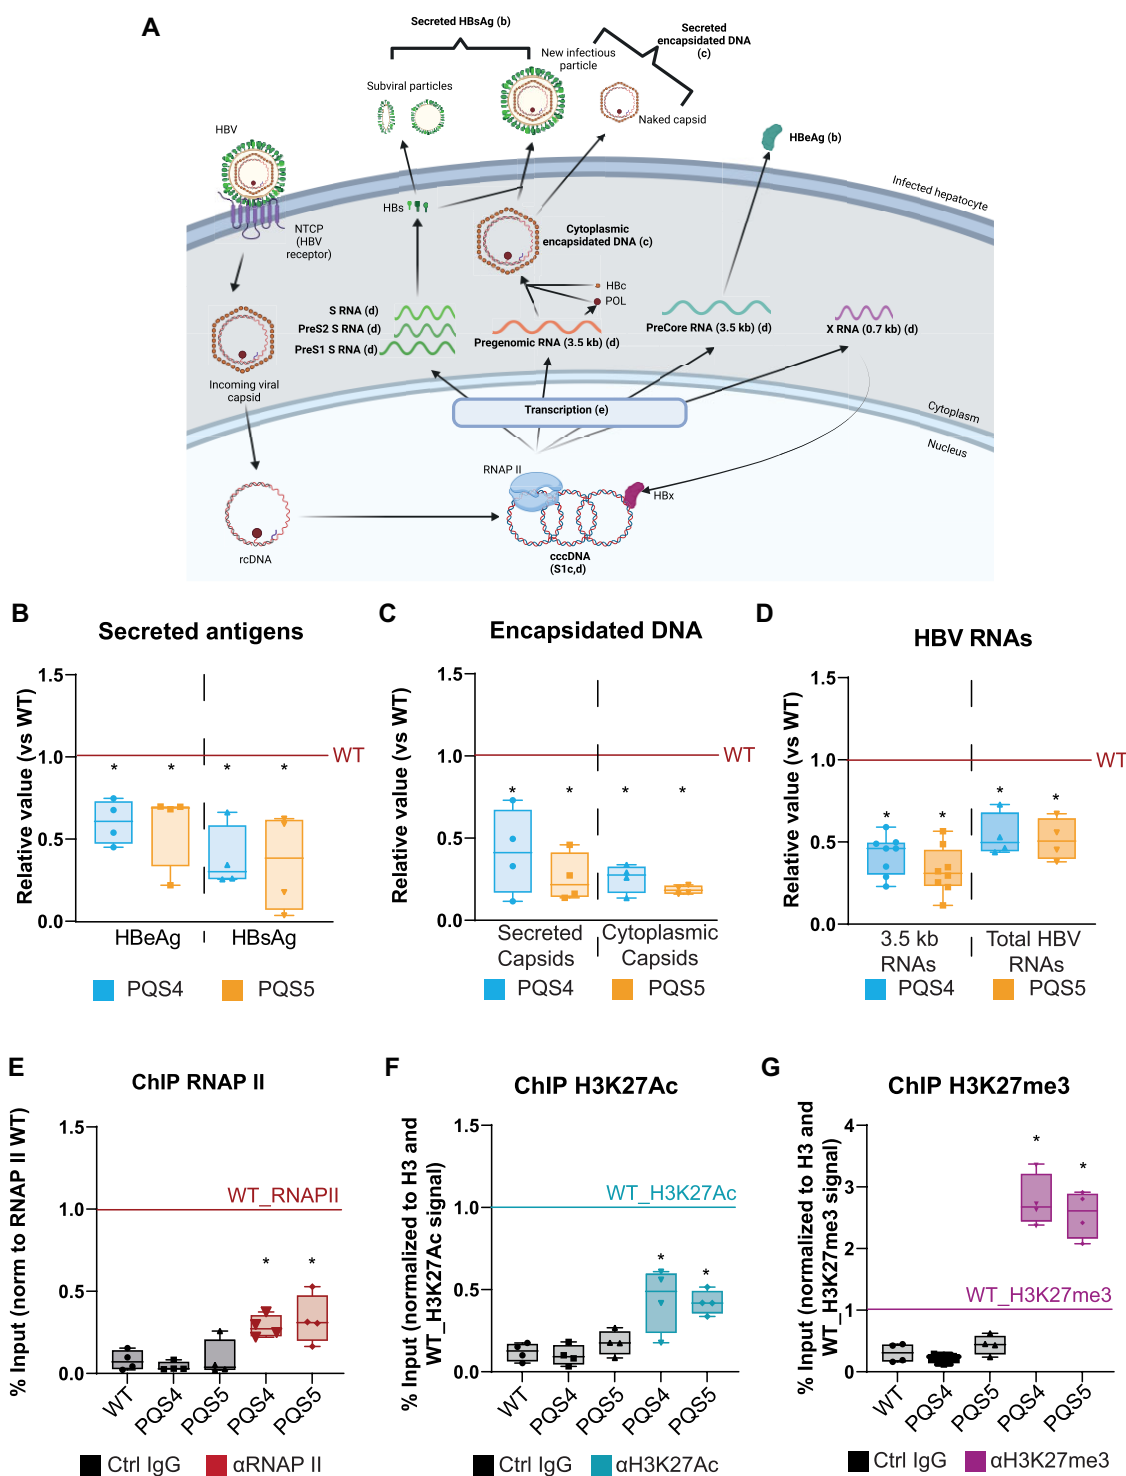 A
Secreted HBsAg (b)
Secreted
encapsidated DNA
(c)
New infectious
particle
Subviral particles
Naked capsid
HBV
HBeAg (b)
Infected hepatocyte
HBs
NTCP
(HBV
receptor)
Cytoplasmic
encapsidated DNA (c)
HBc
POL
S RNA (d)
PreS2 S RNA (d)
PreS1 S RNA (d)
Pregenomic RNA (3.5 kb) (d)
PreCore RNA (3.5 kb) (d)
X RNA (0.7 kb) (d)
Incoming viral
capsid
Transcription (e)
Cytoplasm
Nucleus
RNAP II
HBx
rcDNA
cccDNA
(S1c,d)
B
Secreted antigens
Relative value (vs WT)
1.5
1.0
0.5
0.0
WT
* * * *
HBeAg
HBsAg
PQS4
PQS5
C
Encapsidated DNA
Relative value (vs WT)
1.5
1.0
0.5
0.0
WT
* * * *
Secreted
Capsids
Cytoplasmic
Capsids
PQS4
PQS5
D
HBV RNAs
Relative value (vs WT)
1.5
1.0
0.5
0.0
WT
* * * *
3.5 kb
RNAs
Total HBV
RNAs
PQS4
PQS5
E
ChIP RNAP II
% Input (norm to RNAP II WT)
1.5
1.0
0.5
0.0
WT_RNAPII
* *
WT
PQS4
PQS5
PQS4
PQS5
Ctrl IgG
αRNAP II
F
ChIP H3K27Ac
% Input (normalized to H3 and
WT_H3K27Ac signal)
1.5
1.0
0.5
0.0
WT_H3K27Ac
* *
WT
PQS4
PQS5
PQS4
PQS5
Ctrl IgG
αH3K27Ac
G
ChIP H3K27me3
% Input (normalized to H3 and
WT_H3K27me3 signal)
4
3
2
1
0
WT_H3K27me3
* *
WT
PQS4
PQS5
PQS4
PQS5
Ctrl IgG
αH3K27me3